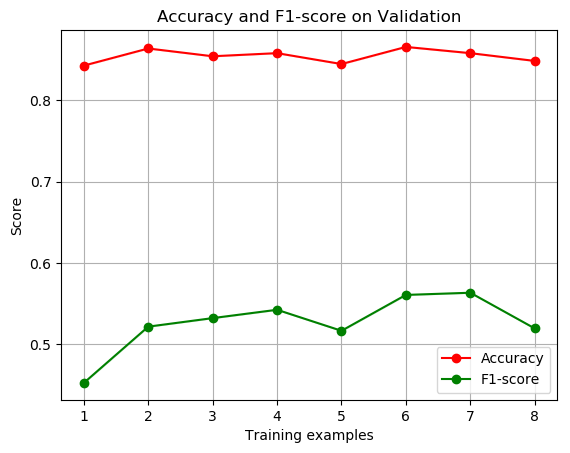 Accuracy and F1-score on Validation
Score
0.8
0.7
0.6
0.5
Accuracy
F1-score
1 2 3 4 5 6 7 8
Training examples